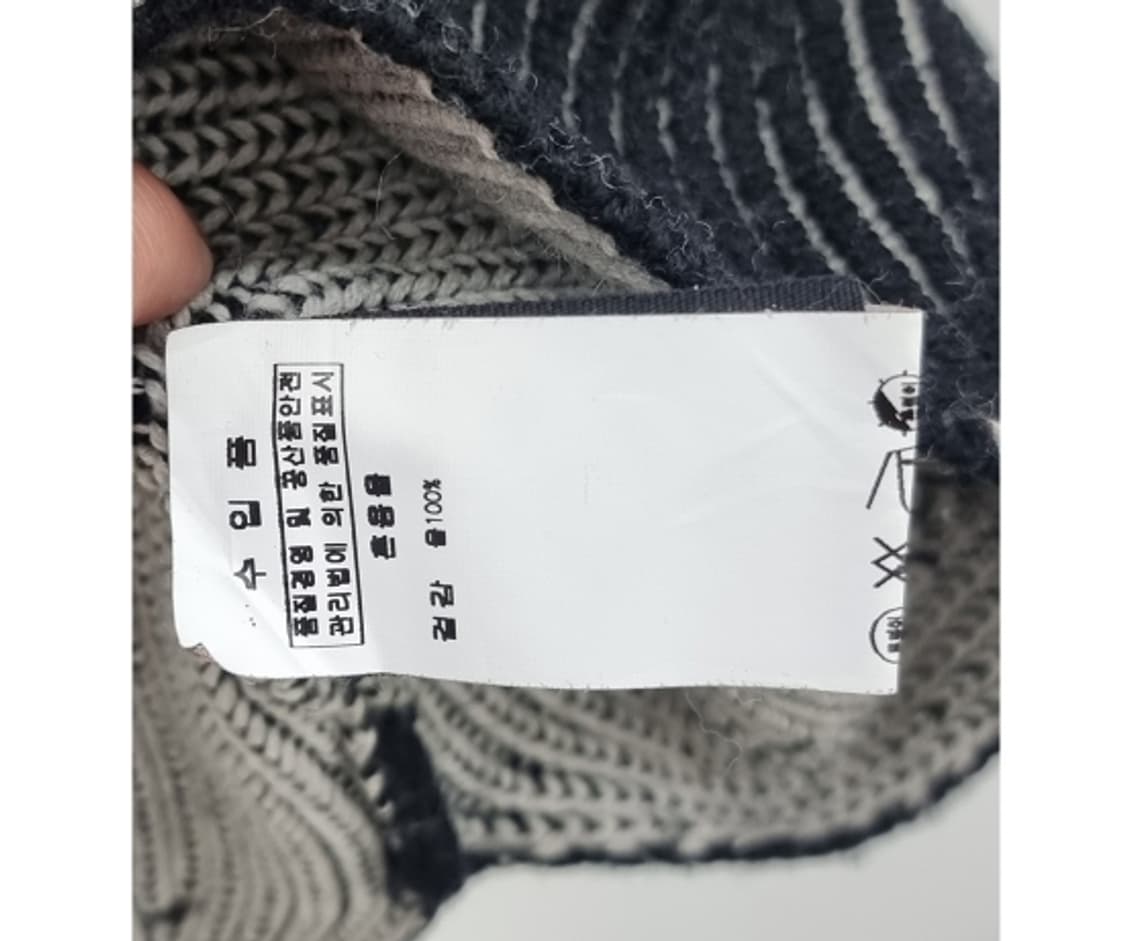 수 입 품
품질경영 및 공산품안전
관리법에 의한 품질표시
혼용율
겉감 울100%